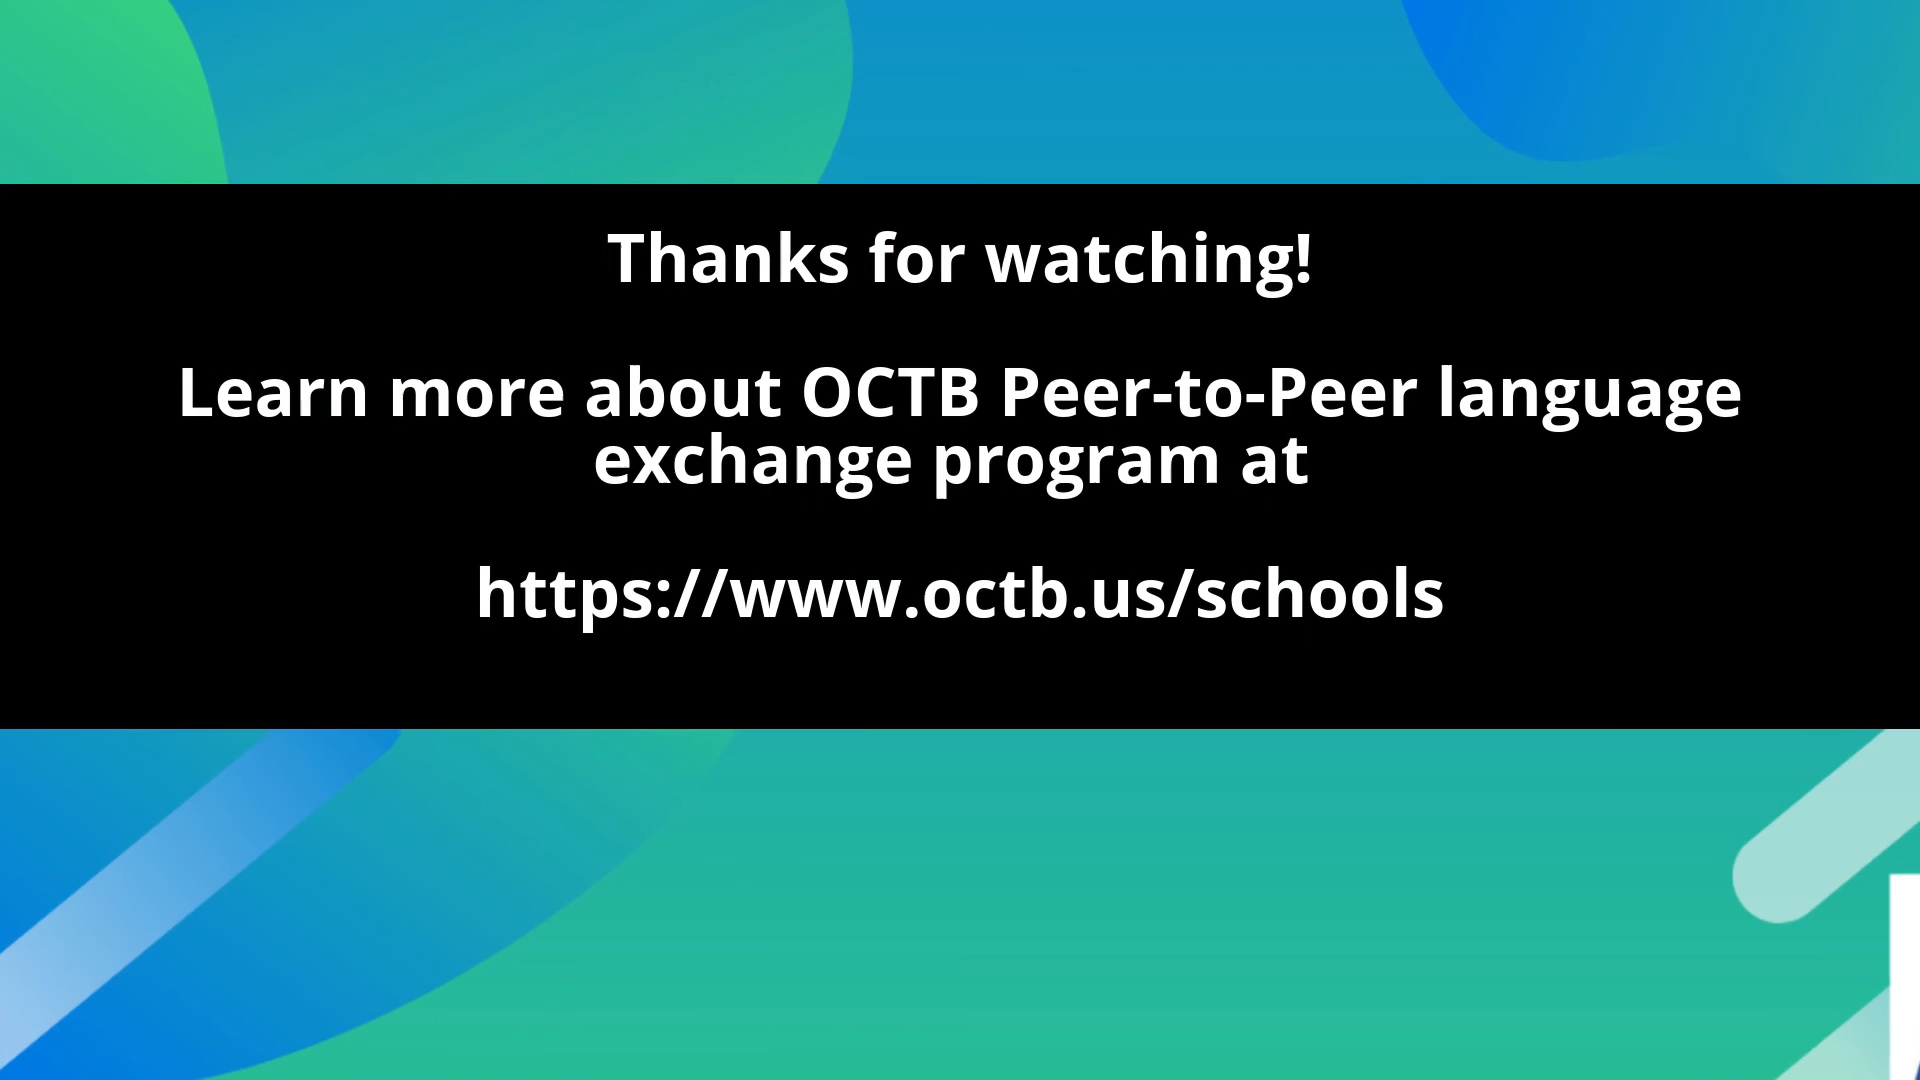 Thanks for watching!
Learn more about OCTB Peer-to-Peer language
exchange program at
https://www.octb.us/schools